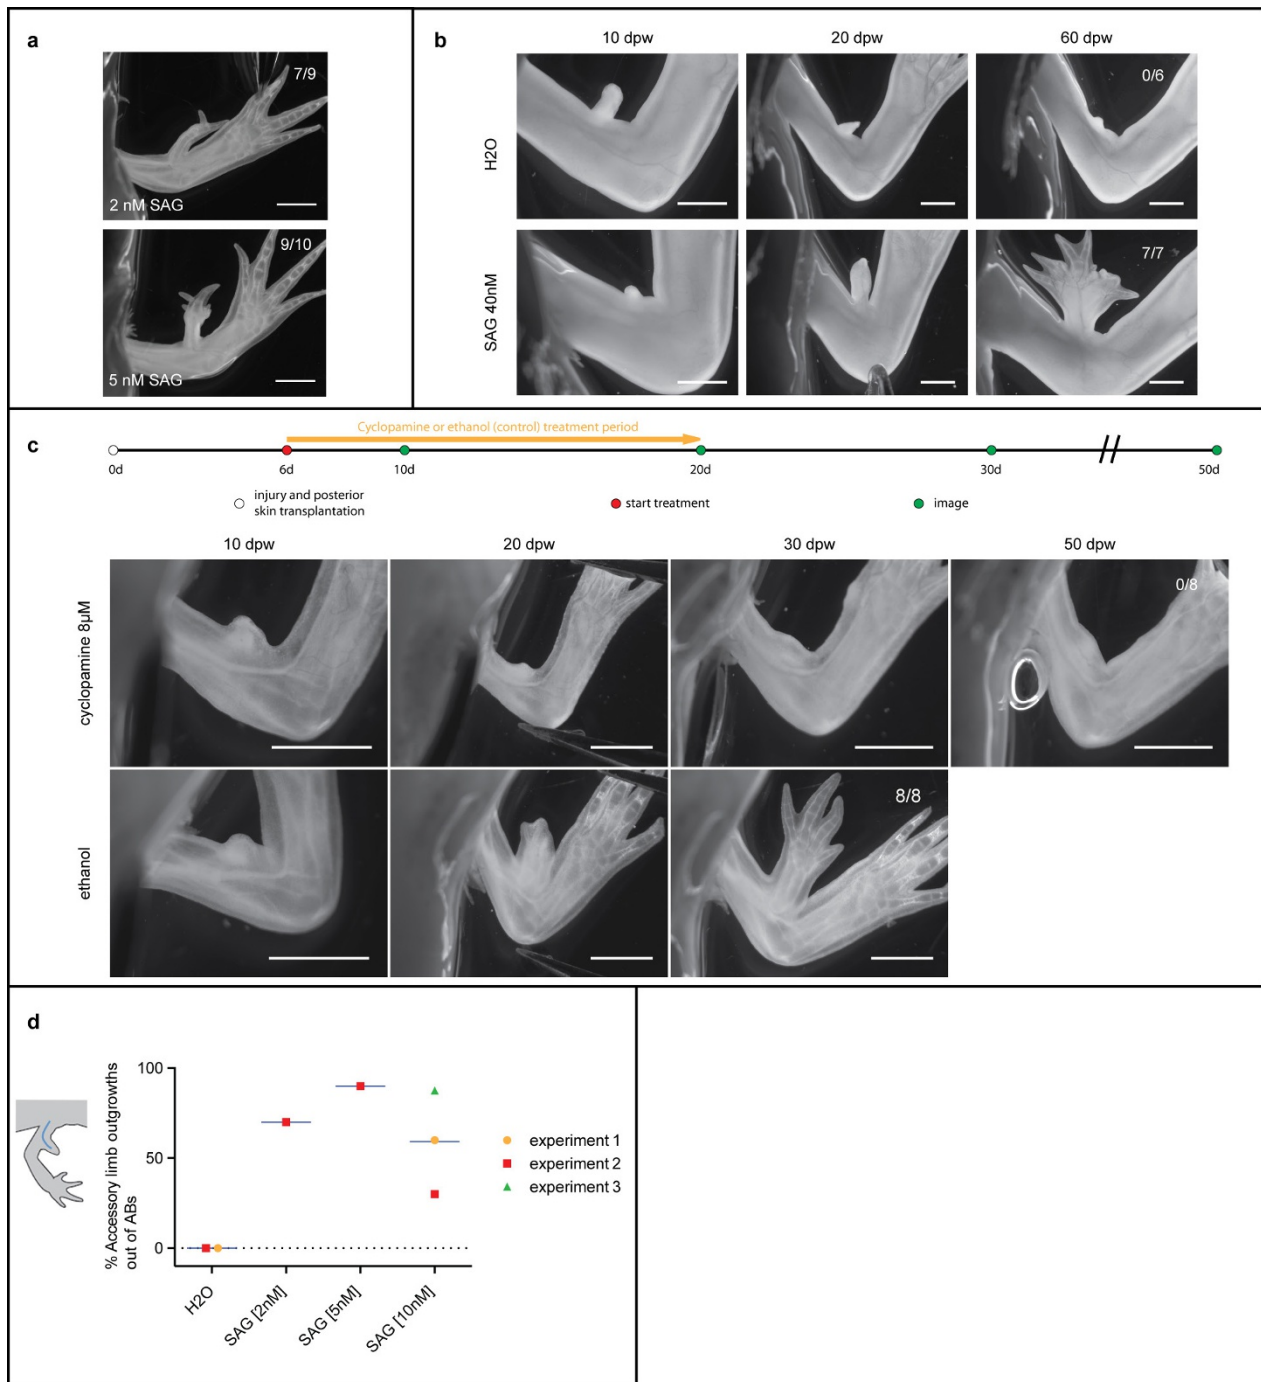 a
7/9
2 nM SAG
9/10
5 nM SAG
b
10 dpw
20 dpw
60 dpw
H2O
0/6
SAG 40nM
7/7
c
Cyclopamine or ethanol (control) treatment period
0d
6d
10d
20d
30d
50d
injury and posterior
skin transplantation
start treatment
image
10 dpw
20 dpw
30 dpw
50 dpw
cyclopamine 8µM
0/8
ethanol
8/8
d
% Accessory limb outgrowths
out of ABs
100
50
0
H2O
SAG [2nM]
SAG [5nM]
SAG [10nM]
experiment 1
experiment 2
experiment 3